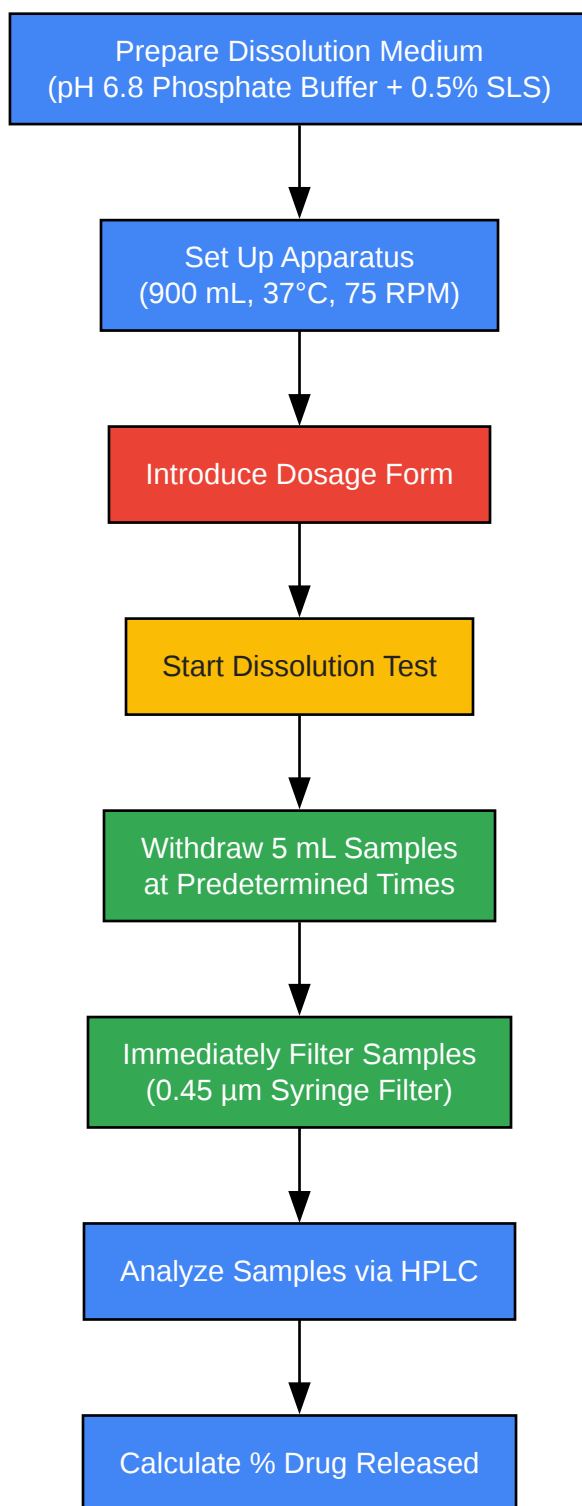 Prepare Dissolution Medium
(pH 6.8 Phosphate Buffer + 0.5% SLS)
Set Up Apparatus
(900 mL, 37°C, 75 RPM)
Introduce Dosage Form
Start Dissolution Test
Withdraw 5 mL Samples
at Predetermined Times
Immediately Filter Samples
(0.45 µm Syringe Filter)
Analyze Samples via HPLC
Calculate % Drug Released